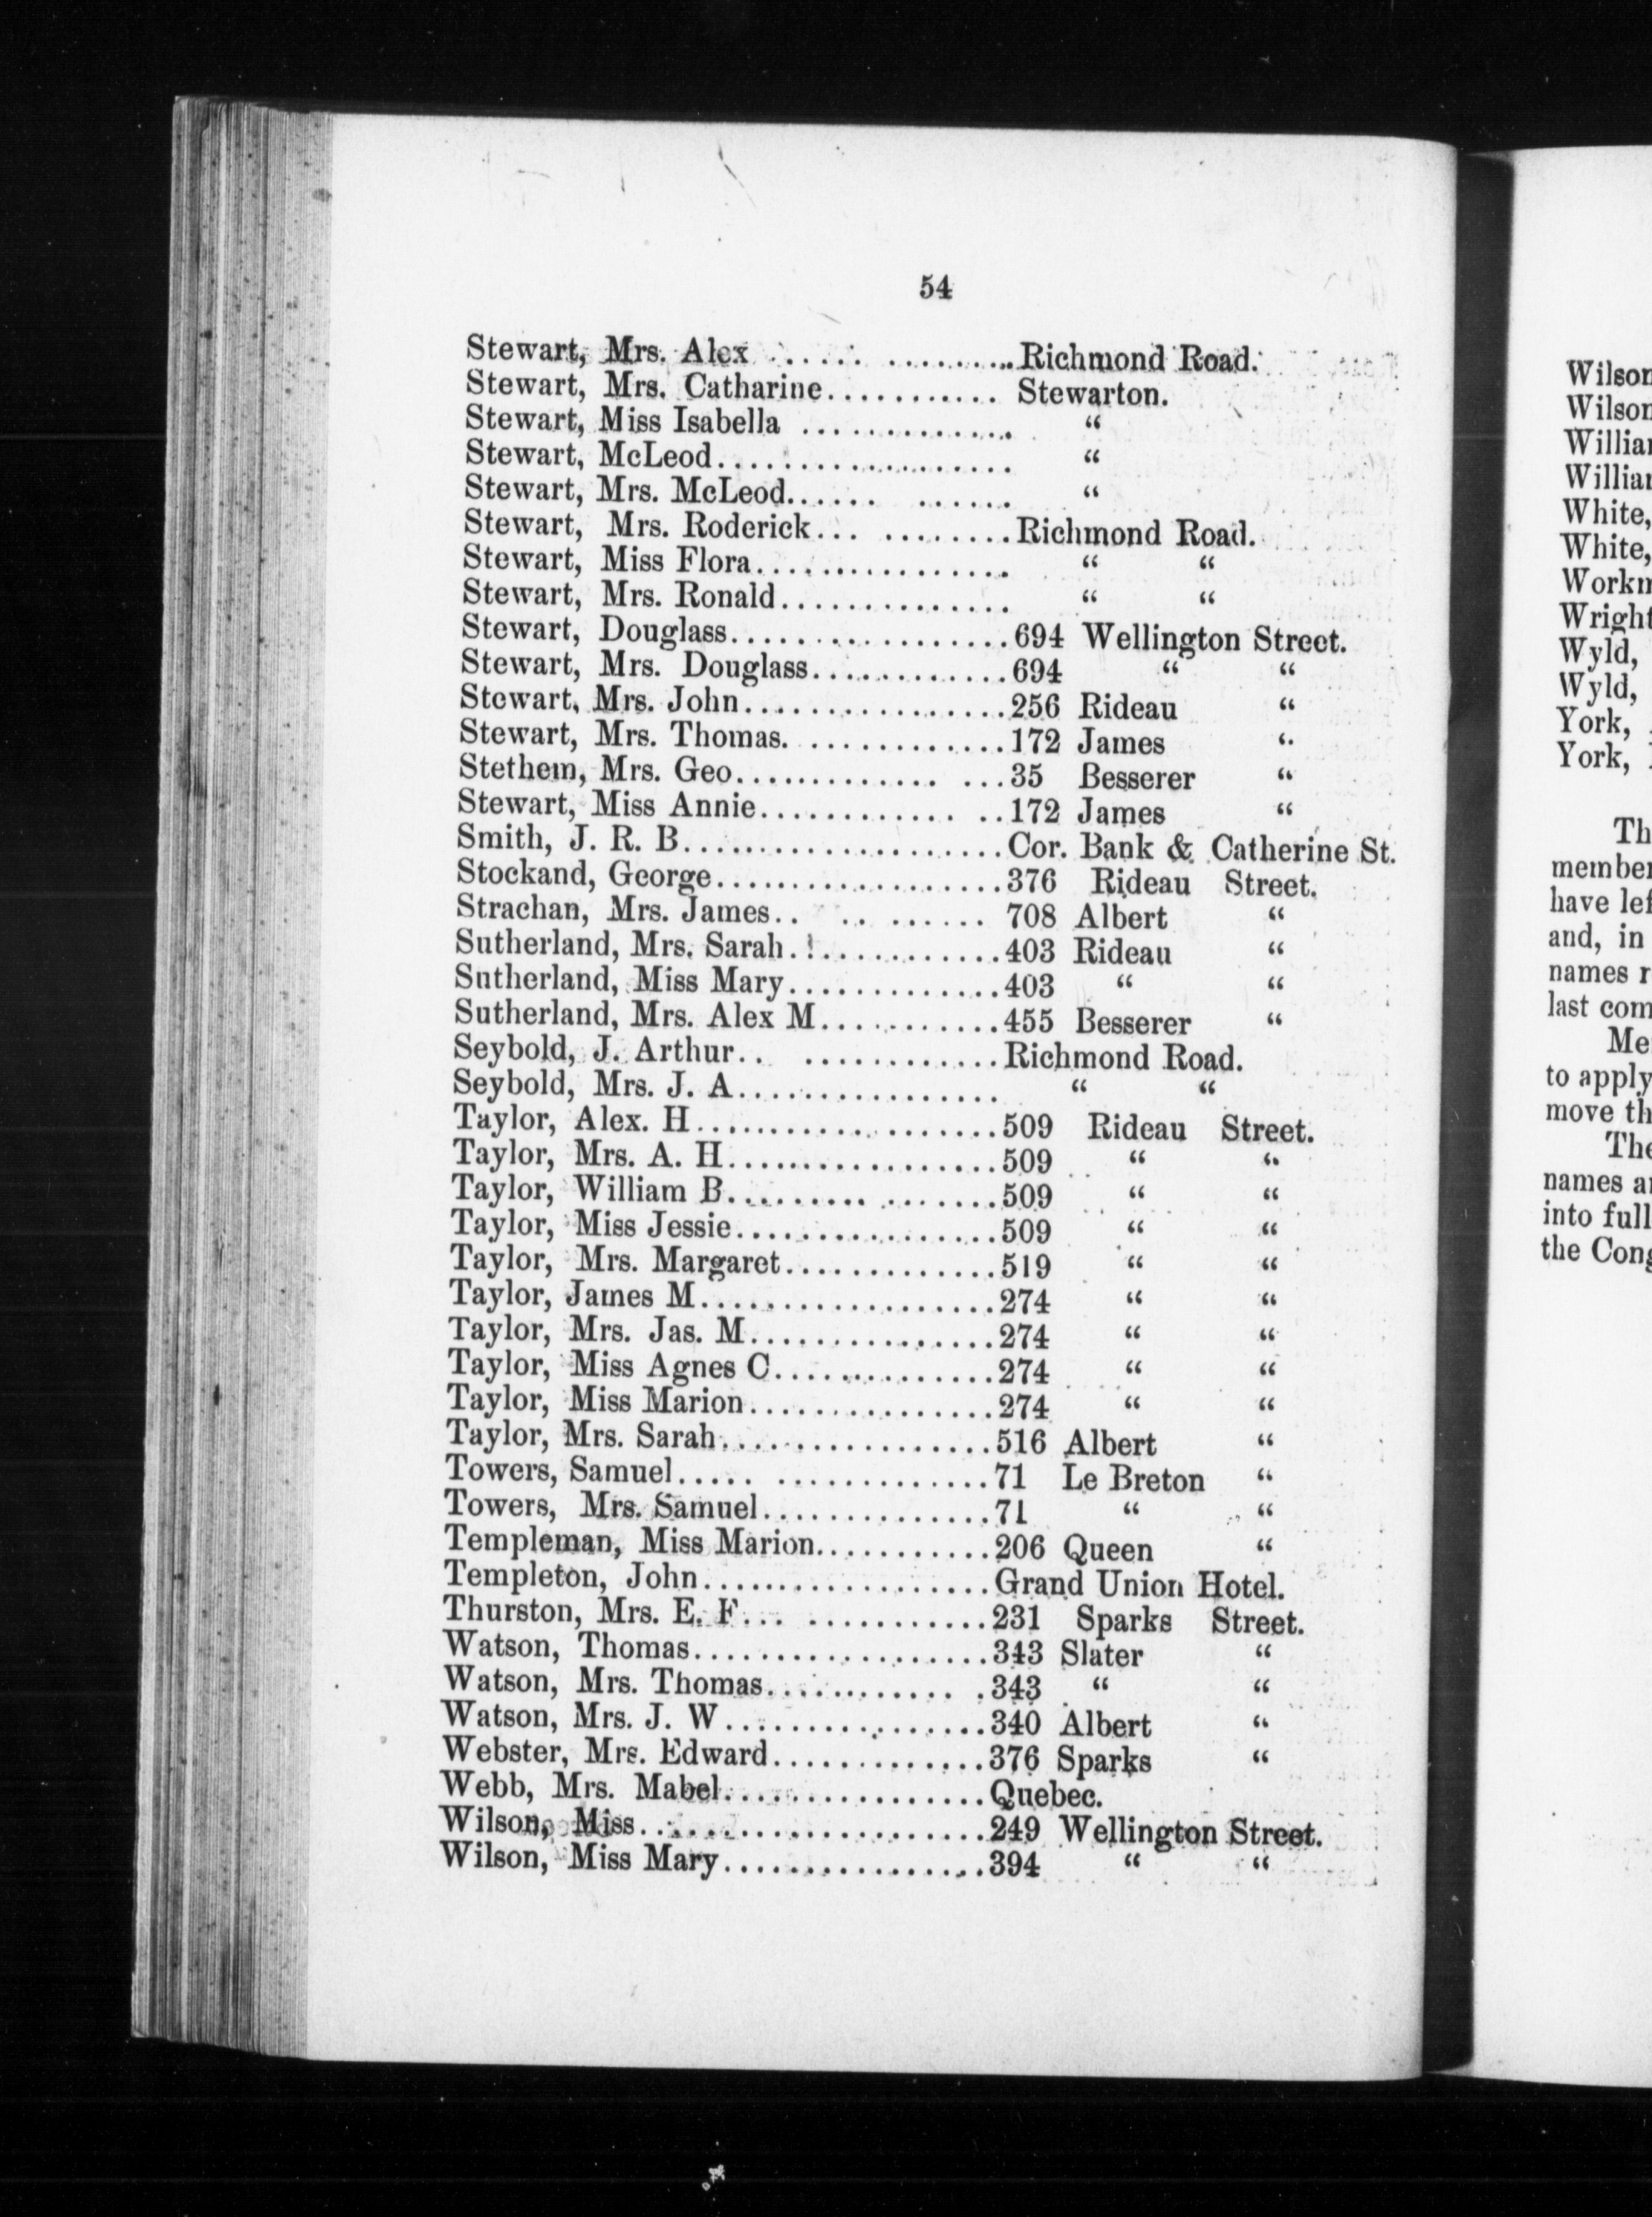 54
Stewart, Mrs. Alex ..... .........Richmond Road.
Stewart, Mrs. Catharine........... Stewarton.
Stewart, Miss Isabella ............. "
Stewart, McLeod.................. "
Stewart, Mrs. McLeod...... ...... "
Stewart, Mrs. Roderick... ........Richmond Road.
Stewart, Miss Flora................ " "
Stewart, Mrs. Ronald.............. " "
Stewart, Douglass.................694 Wellington Street.
Stewart, Mrs. Douglass............694 " "
Stewart, Mrs. John................256 Rideau "
Stewart, Mrs. Thomas. ............172 James "
Stethem, Mrs. Geo............. ...35 Besserer "
Stewart, Miss Annie............ ..172 James "
Smith, J. R. B....................Cor. Bank & Catherine St.
Stockand, George..................376 Rideau Street.
Strachan, Mrs. James.. .. ....... 708 Albert "
Sutherland, Mrs. Sarah.............403 Rideau "
Sutherland, Miss Mary.............403 " "
Sutherland, Mrs. Alex M...........455 Besserer "
Seybold, J. Arthur.. ............Richmond Road.
Seybold, Mrs. J. A................ " "
Taylor, Alex. H...................509 Rideau Street.
Taylor, Mrs. A. H.................509 " "
Taylor, William B......... .......509 " "
Taylor, Miss Jessie................509 " "
Taylor, Mrs. Margaret.............519 " "
Taylor, James M..................274 " "
Taylor, Mrs. Jas. M...............274 " "
Taylor, Miss Agnes C..............274 " "
Taylor, Miss Marion...............274 " "
Taylor, Mrs. Sarah.................516 Albert "
Towers, Samuel..... .............71 Le Breton "
Towers, Mrs. Samuel..............71 " "
Templeman, Miss Marion...........206 Queen "
Templeton, John..................Grand Union Hotel.
Thurston, Mrs. E. F... ...........231 Sparks Street.
Watson, Thomas..................343 Slater "
Watson, Mrs. Thomas............. .343 " "
Watson, Mrs. J. W................340 Albert "
Webster, Mrs. Edward.............376 Sparks "
Webb, Mrs. Mabel................Quebec.
Wilson, Miss.....................249 Wellington Street.
Wilson, Miss Mary................394 " "
White,
White,
Wyld,
Wyld,
York,
York,
have
and, in
names
last
to apply
move
names
into full
the